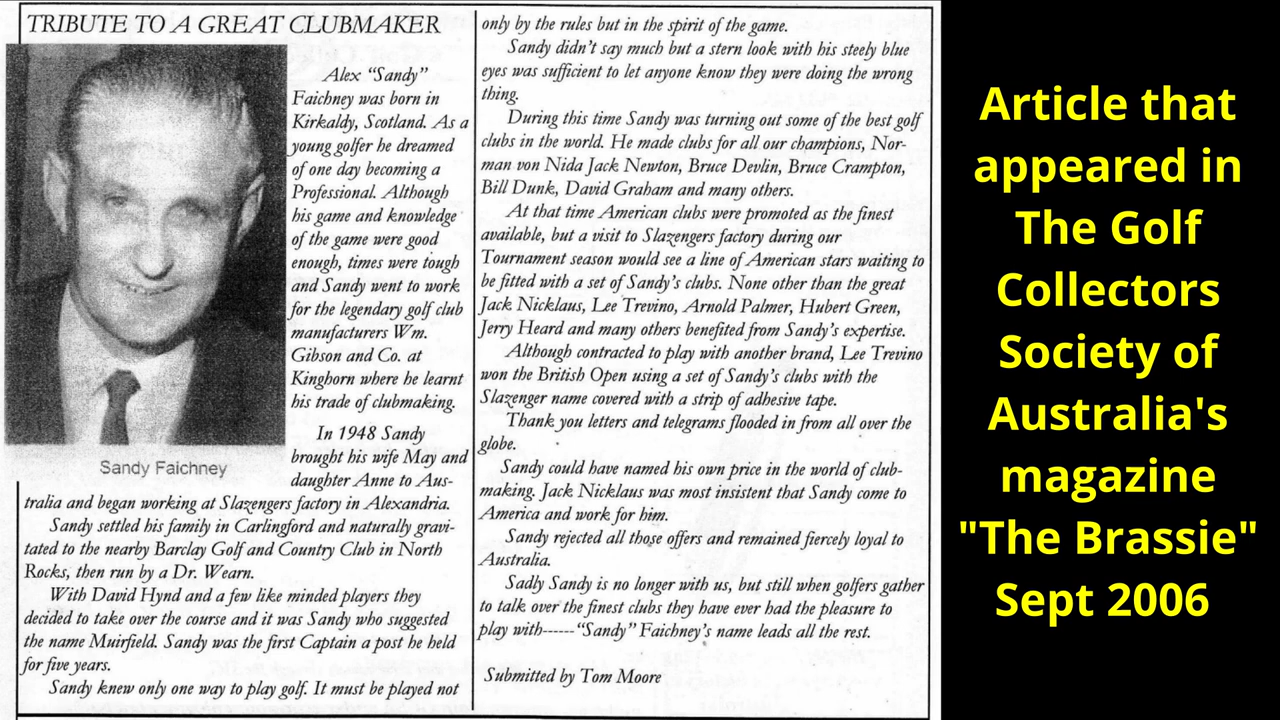 TRIBUTE TO A GREAT CLUBMAKER
Alex “Sandy”
Faichney was born in
Kirkaldy, Scotland. As a
young golfer he dreamed
of one day becoming a
Professional. Although
his game and knowledge
of the game were good
enough, times were tough
and Sandy went to work
for the legendary golf club
manufacturers Wm.
Gibson and Co. at
Kinghorn where he learnt
his trade of clubmaking.
In 1948 Sandy
brought his wife May and
daughter Anne to Aus-
tralia and began working at Slazengers factory in Alexandria.
Sandy settled his family in Carlingford and naturally gravi-
tated to the nearby Barclay Golf and Country Club in North
Rocks, then run by a Dr. Wearn.
With David Hynd and a few like minded players they
decided to take over the course and it was Sandy who suggested
the name Muirfield. Sandy was the first Captain a post he held
for five years.
Sandy knew only one way to play golf. It must be played not
Sandy Faichney
only by the rules but in the spirit of the game.
Sandy didn’t say much but a stern look with his steely blue
eyes was sufficient to let anyone know they were doing the wrong
thing.
During this time Sandy was turning out some of the best golf
clubs in the world. He made clubs for all our champions, Nor-
man von Nida Jack Newton, Bruce Devlin, Bruce Crampton,
Bill Dunk, David Graham and many others.
At that time American clubs were promoted as the finest
available, but a visit to Slazengers factory during our
Tournament season would see a line of American stars waiting to
be fitted with a set of Sandy’s clubs. None other than the great
Jack Nicklaus, Lee Trevino, Arnold Palmer, Hubert Green,
Jerry Heard and many others benefited from Sandy’s expertise.
Although contracted to play with another brand, Lee Trevino
won the British Open using a set of Sandy’s clubs with the
Slazenger name covered with a strip of adhesive tape.
Thank you letters and telegrams flooded in from all over the
globe.
Sandy could have named his own price in the world of club-
making. Jack Nicklaus was most insistent that Sandy come to
America and work for him.
Sandy rejected all those offers and remained fiercely loyal to
Australia.
Sadly Sandy is no longer with us, but still when golfers gather
to talk over the finest clubs they have ever had the pleasure to
play with------“Sandy” Faichney’s name leads all the rest.
Submitted by Tom Moore
Article that
appeared in
The Golf
Collectors
Society of
Australia's
magazine
"The Brassie"
Sept 2006